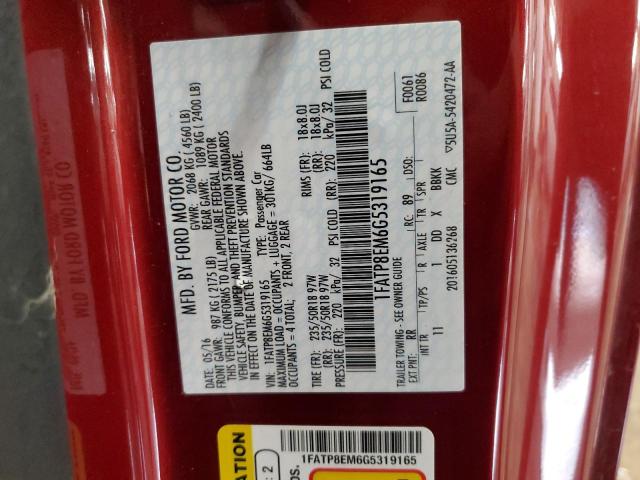 MFD. BY FORD MOTOR CO.
DATE: 05/16 GVWR: 2068 KG (4560 LB)
FRONT GAWR: 987 KG (2175 LB) REAR GAWR: 1089 KG (2400 LB)
THIS VEHICLE CONFORMS TO ALL APPLICABLE FEDERAL MOTOR
VEHICLE SAFETY, BUMPER, AND THEFT PREVENTION STANDARDS
IN EFFECT ON THE DATE OF MANUFACTURE SHOWN ABOVE.
VIN: 1FATP8EM6G5319165 TYPE: Passenger Car
MAXIMUM LOAD = OCCUPANTS + LUGGAGE = 301KG/ 664LB
OCCUPANTS = 4 TOTAL: 2 FRONT, 2 REAR
TIRE (FR): 235/50R18 97W RIMS (FR): 18x8.0J
(RR): 235/50R18 97W (RR): 18x8.0J
PRESSURE (FR): 220 kPa/ 32 PSI COLD (RR): 220 kPa/ 32 PSI COLD
1FATP8EM6G5319165
TRAILER TOWING - SEE OWNER GUIDE
F0061
R0086
EXT PNT: RR RC: 89 DSO:
INT TR TP/PS R AXLE TR SPR
11 I DD X BBKK
201605136268 CMC ▽5U5A-5420472-AA
1FATP8EM6G5319165
: 2